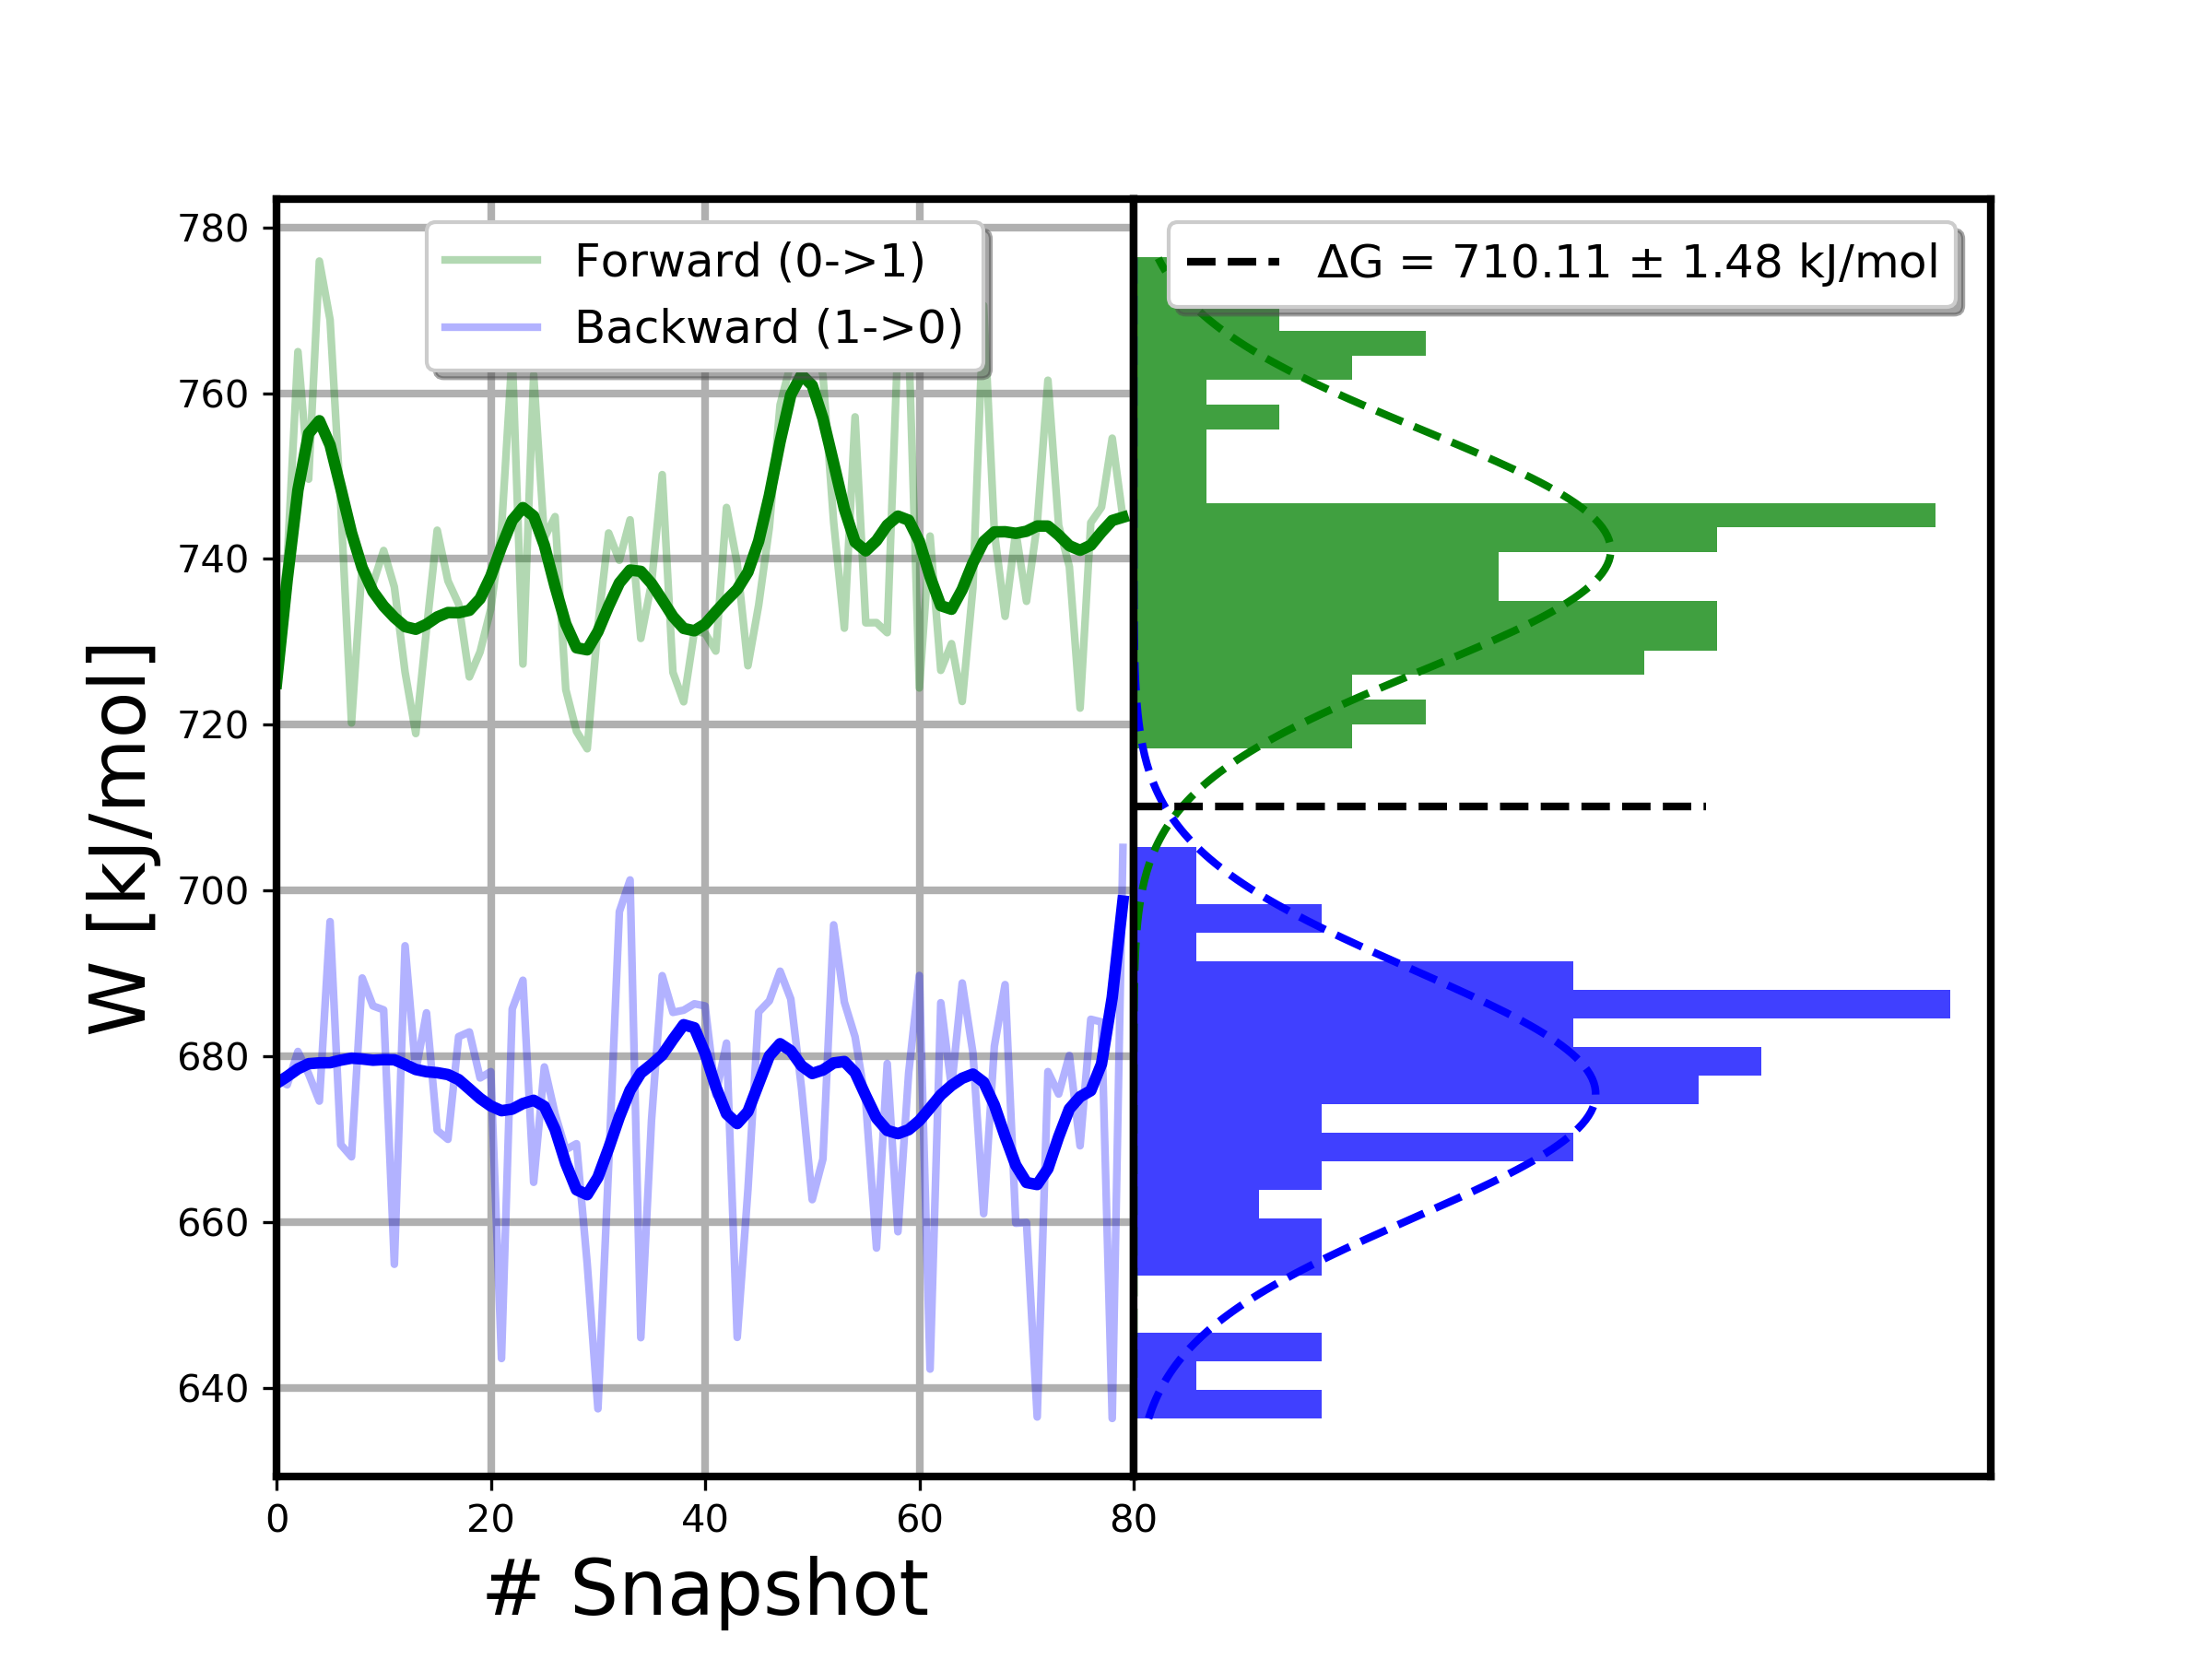 Forward (0->1)
Backward (1->0)
ΔG = 710.11 ± 1.48 kJ/mol
W [kJ/mol]
780
760
740
720
700
680
660
640
0 20 40 60 80
# Snapshot